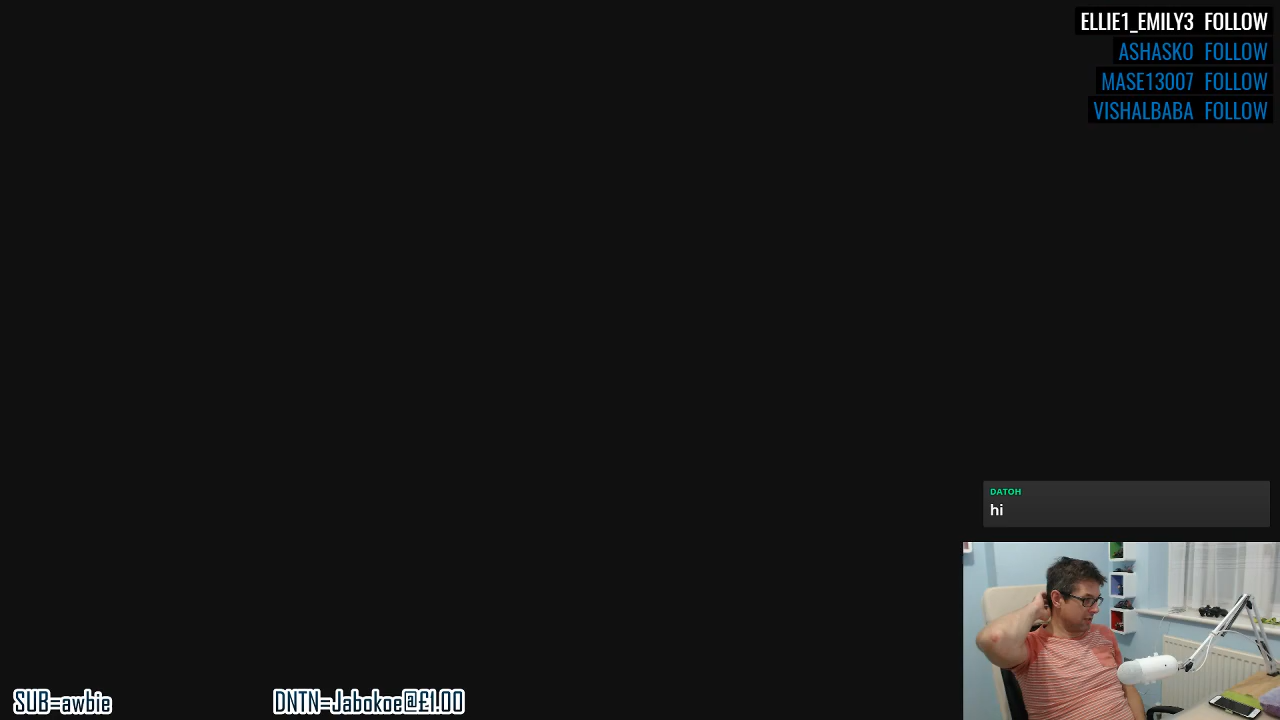 ELLIE1_EMILY3 FOLLOW
ASHASKO FOLLOW
MASE13007 FOLLOW
VISHALBABA FOLLOW
DATOH
hi
SUB=awbie
DNTN=Jabokoe@£1.00